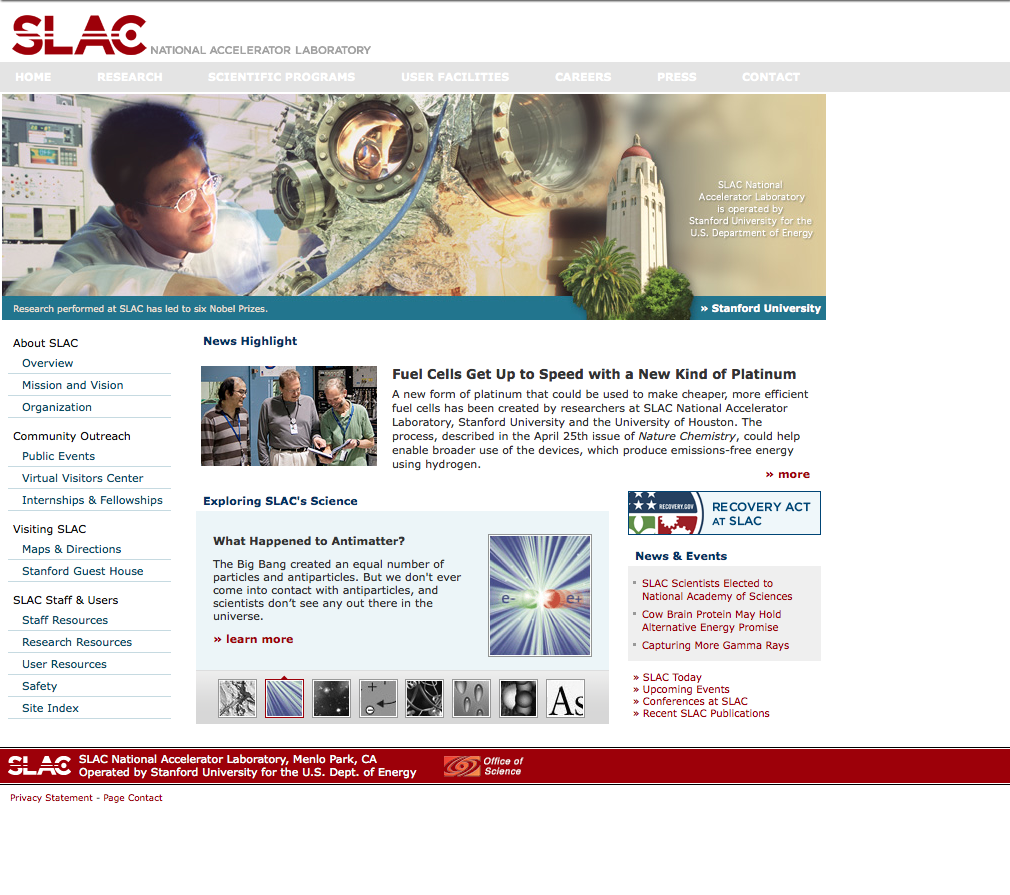 SLAC NATIONAL ACCELERATOR LABORATORY
HOME RESEARCH SCIENTIFIC PROGRAMS USER FACILITIES CAREERS PRESS CONTACT
SLAC National
Accelerator Laboratory
is operated by
Stanford University for the
U.S. Department of Energy
Research performed at SLAC has led to six Nobel Prizes.
» Stanford University
About SLAC
Overview
Mission and Vision
Organization
Community Outreach
Public Events
Virtual Visitors Center
Internships & Fellowships
Visiting SLAC
Maps & Directions
Stanford Guest House
SLAC Staff & Users
Staff Resources
Research Resources
User Resources
Safety
Site Index
News Highlight
Fuel Cells Get Up to Speed with a New Kind of Platinum
A new form of platinum that could be used to make cheaper, more efficient
fuel cells has been created by researchers at SLAC National Accelerator
Laboratory, Stanford University and the University of Houston. The
process, described in the April 25th issue of Nature Chemistry, could help
enable broader use of the devices, which produce emissions-free energy
using hydrogen.
» more
Exploring SLAC's Science
What Happened to Antimatter?
The Big Bang created an equal number of
particles and antiparticles. But we don't ever
come into contact with antiparticles, and
scientists don’t see any out there in the
universe.
» learn more
e- e+
As
RECOVERY.GOV
RECOVERY ACT
AT SLAC
News & Events
SLAC Scientists Elected to
National Academy of Sciences
Cow Brain Protein May Hold
Alternative Energy Promise
Capturing More Gamma Rays
» SLAC Today
» Upcoming Events
» Conferences at SLAC
» Recent SLAC Publications
SLAC
SLAC National Accelerator Laboratory, Menlo Park, CA
Operated by Stanford University for the U.S. Dept. of Energy
Office of
Science
Privacy Statement - Page Contact